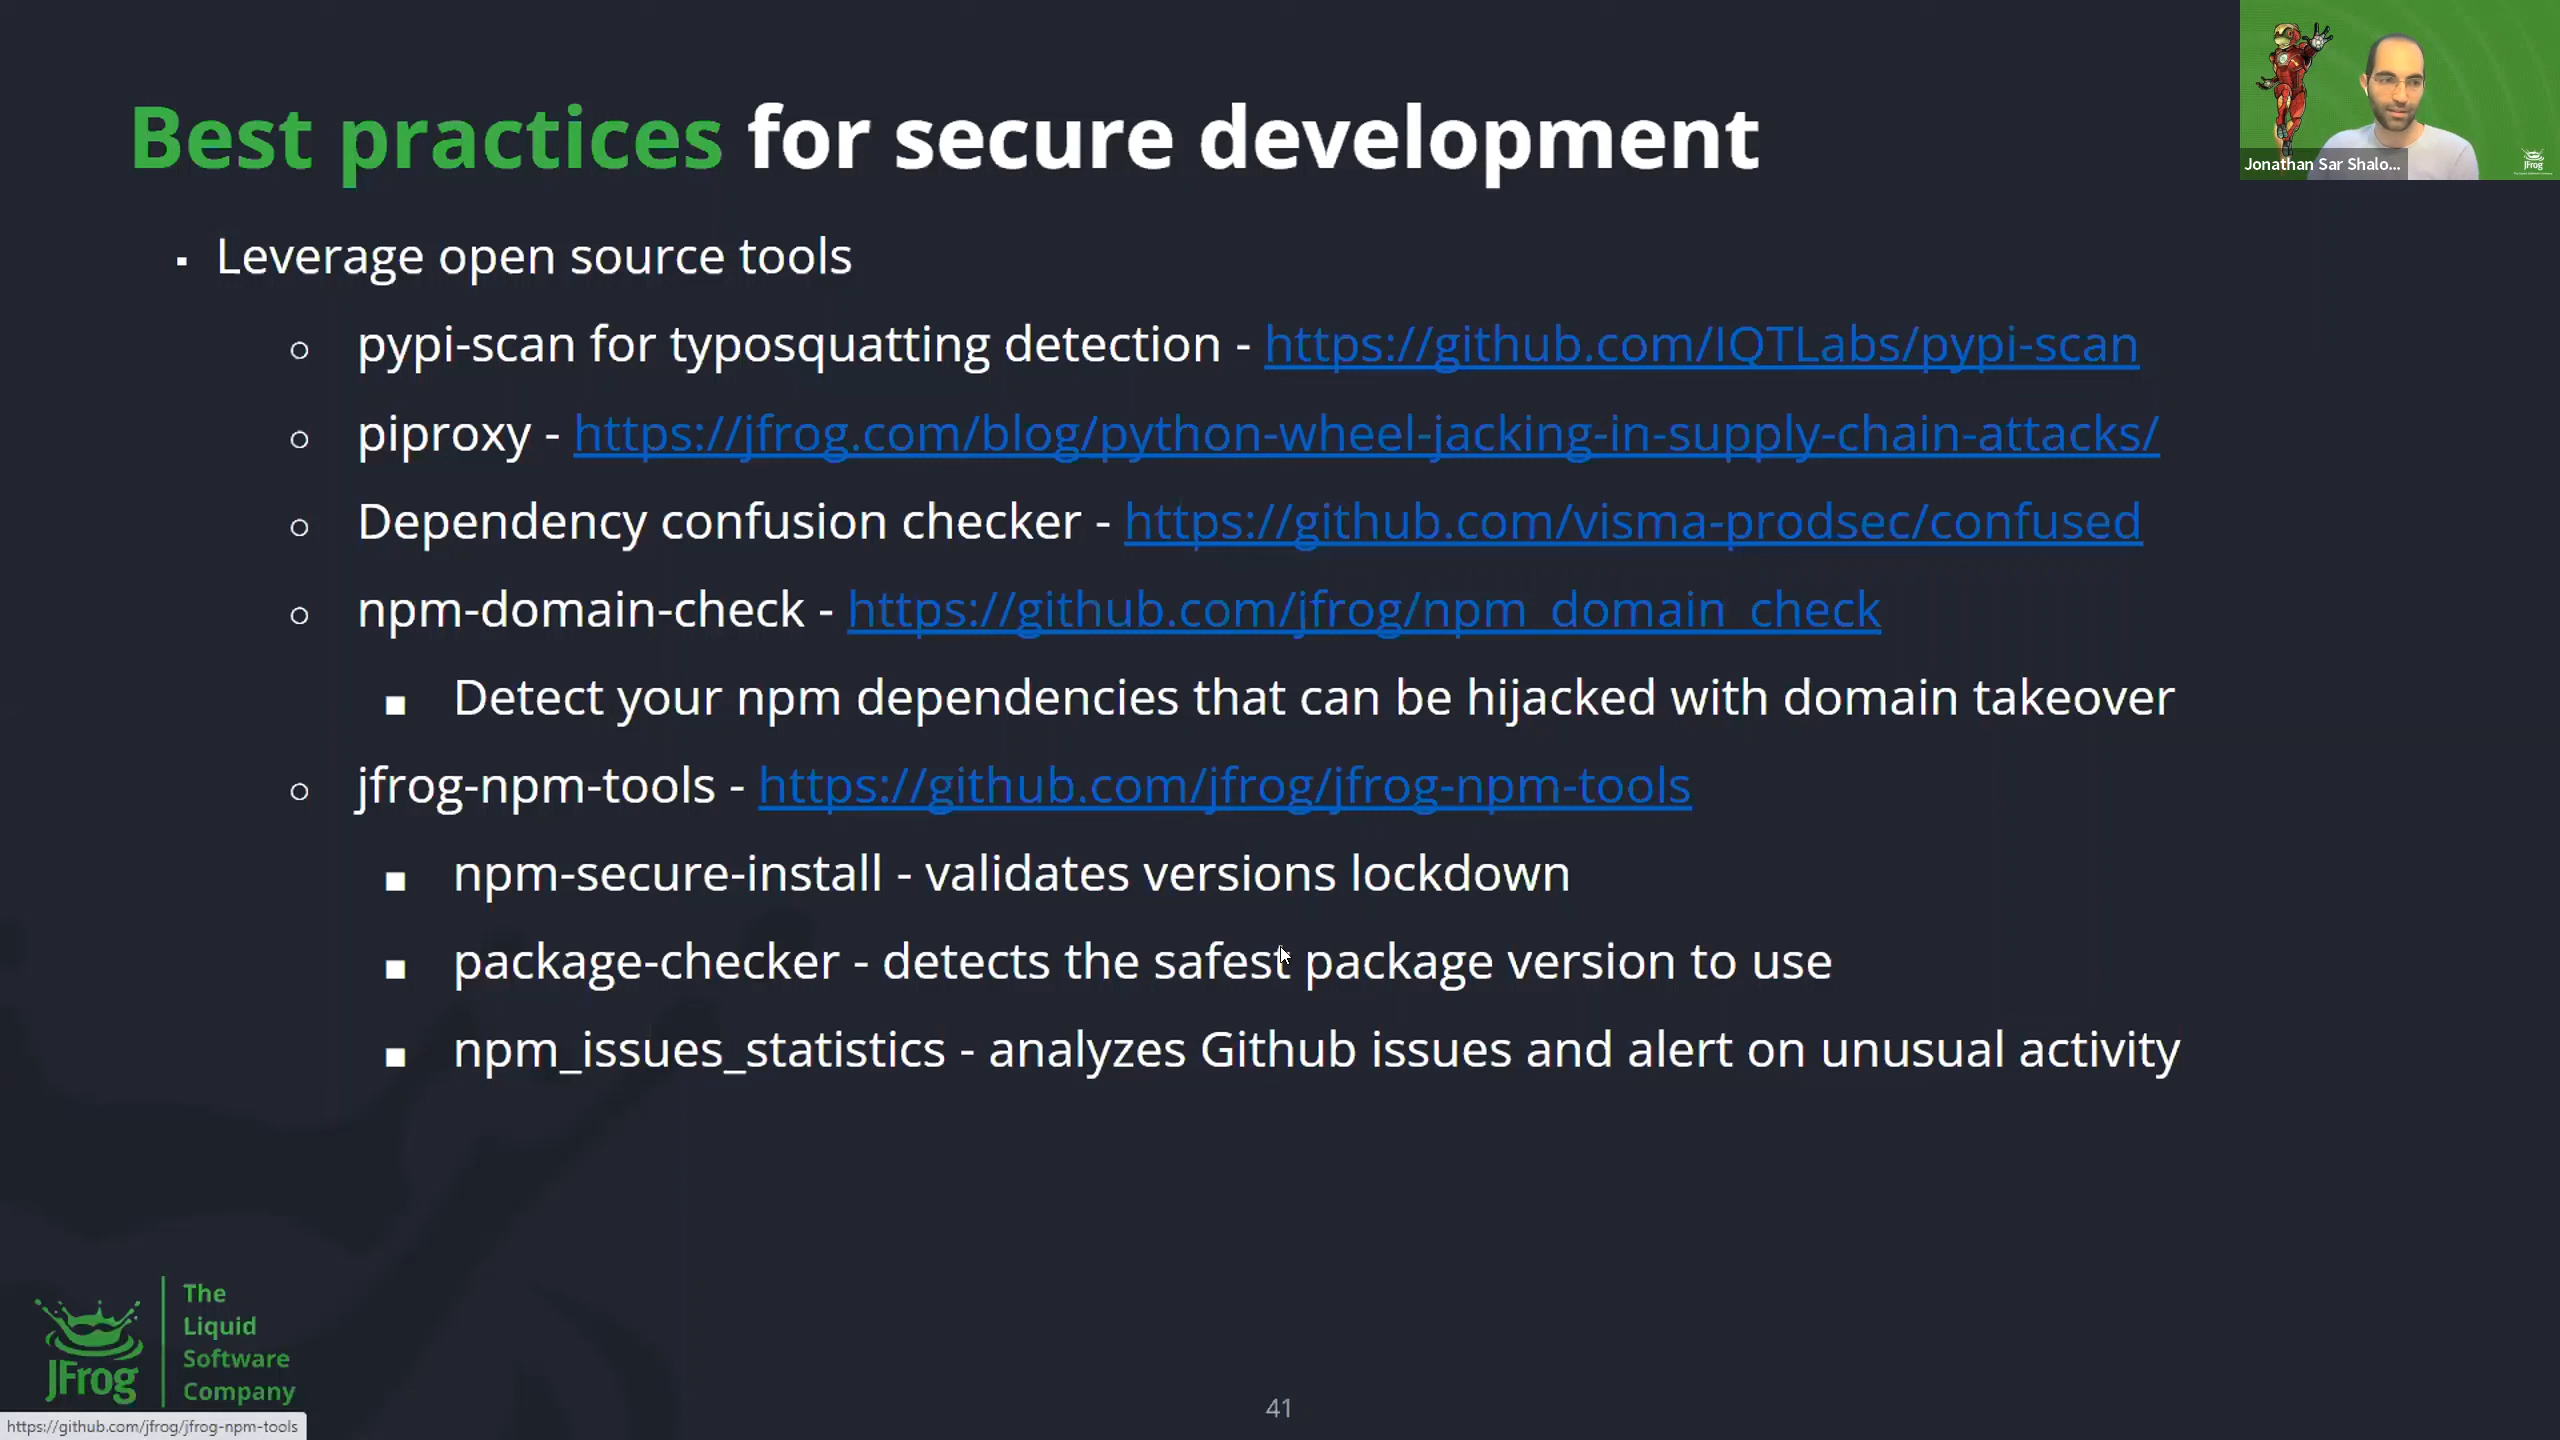 Best practices for secure development
▪ Leverage open source tools
○ pypi-scan for typosquatting detection - https://github.com/IQTLabs/pypi-scan
○ piproxy - https://jfrog.com/blog/python-wheel-jacking-in-supply-chain-attacks/
○ Dependency confusion checker - https://github.com/visma-prodsec/confused
○ npm-domain-check - https://github.com/jfrog/npm_domain_check
■ Detect your npm dependencies that can be hijacked with domain takeover
○ jfrog-npm-tools - https://github.com/jfrog/jfrog-npm-tools
■ npm-secure-install - validates versions lockdown
■ package-checker - detects the safest package version to use
■ npm_issues_statistics - analyzes Github issues and alert on unusual activity
Jonathan Sar Shalo...
JFrog
The
Liquid
Software
Company
JFrog
41
https://github.com/jfrog/jfrog-npm-tools